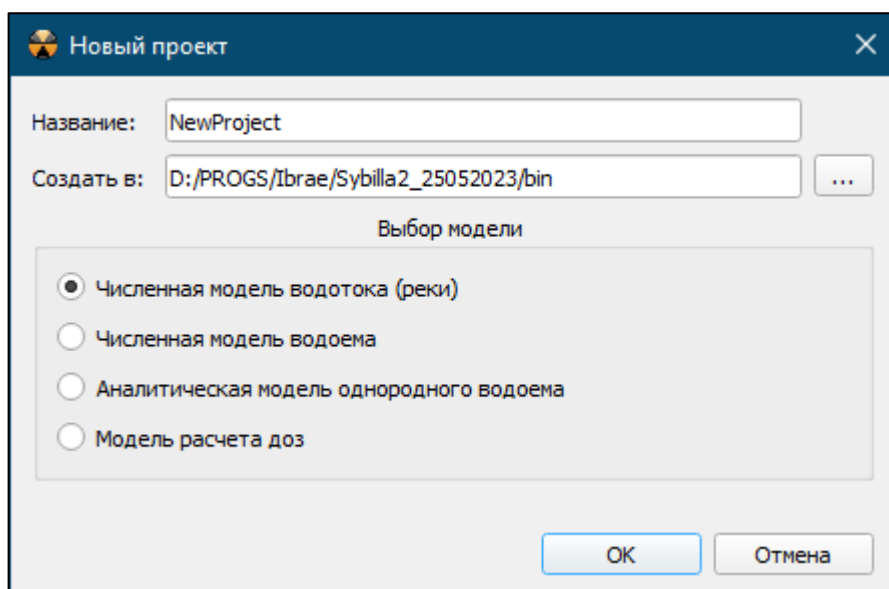 Новый проект
Название: NewProject
Создать в: D:/PROGS/Ibrae/Sybilla2_25052023/bin ...
Выбор модели
Численная модель водотока (реки)
Численная модель водоема
Аналитическая модель однородного водоема
Модель расчета доз
OK Отмена